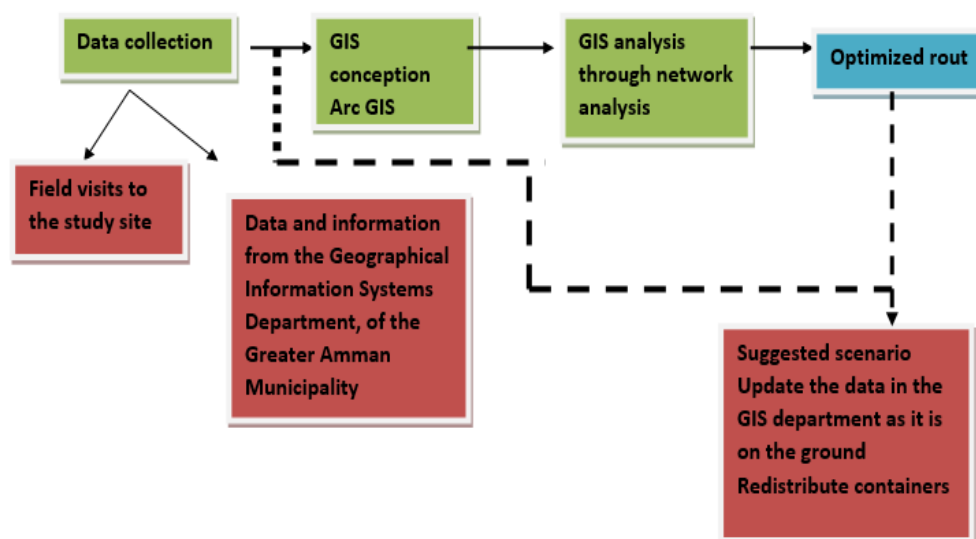 Data collection
GIS
conception
Arc GIS
GIS analysis
through network
analysis
Optimized rout
Field visits to
the study site
Data and information
from the Geographical
Information Systems
Department, of the
Greater Amman
Municipality
Suggested scenario
Update the data in the
GIS department as it is
on the ground
Redistribute containers